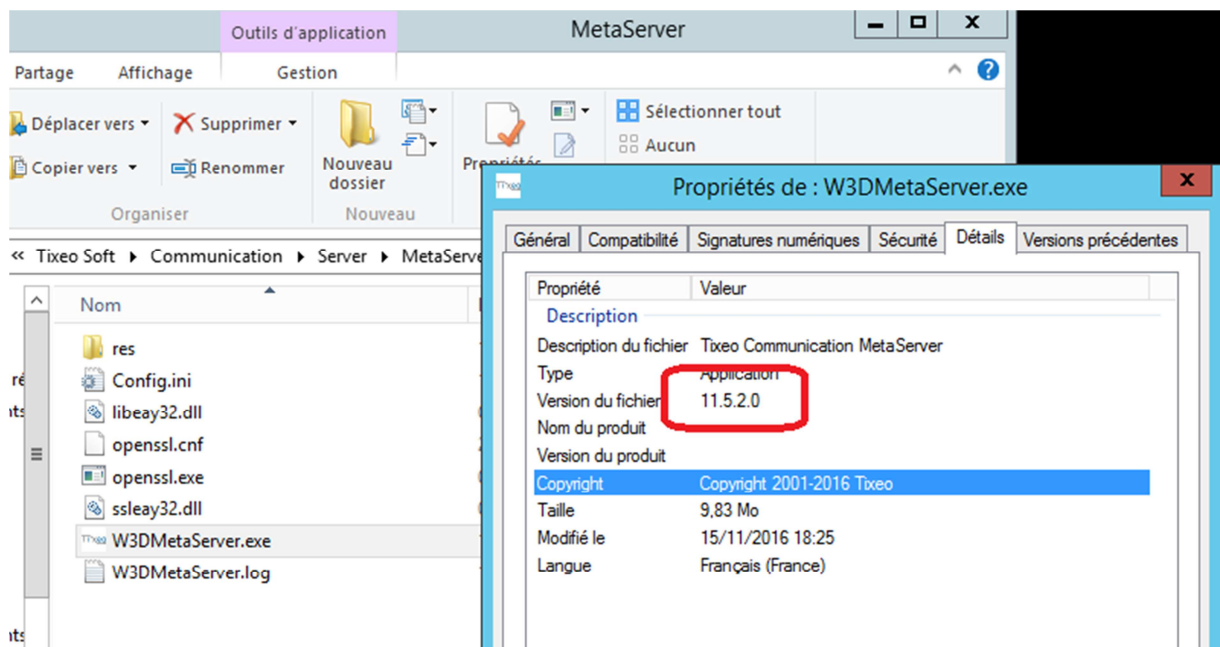 Outils d'application
MetaServer
Partage Affichage Gestion
Déplacer vers Supprimer
Copier vers Renommer
Nouveau dossier
Propriétés
Sélectionner tout
Aucun
Organiser
Nouveau
« Tixeo Soft Communication Server MetaServe
Nom
res
Config.ini
libeay32.dll
openssl.cnf
openssl.exe
ssleay32.dll
W3DMetaServer.exe
W3DMetaServer.log
Tixeo
Propriétés de : W3DMetaServer.exe
Général Compatibilité Signatures numériques Sécurité Détails Versions précédentes
Propriété Valeur
Description
Description du fichier Tixeo Communication MetaServer
Type Application
Version du fichier 11.5.2.0
Nom du produit
Version du produit
Copyright Copyright 2001-2016 Tixeo
Taille 9,83 Mo
Modifié le 15/11/2016 18:25
Langue Français (France)